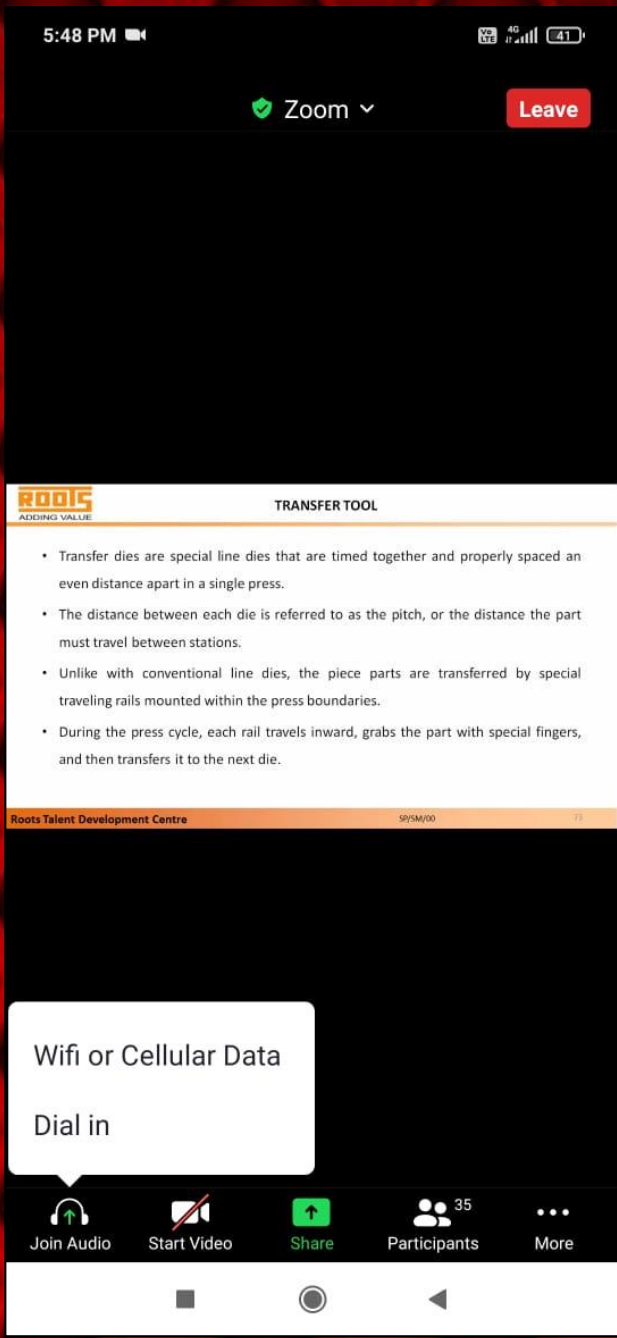 5:48 PM
Vo LTE 4G 41
Zoom
Leave
ROOTS
ADDING VALUE
TRANSFER TOOL
• Transfer dies are special line dies that are timed together and properly spaced an
even distance apart in a single press.
• The distance between each die is referred to as the pitch, or the distance the part
must travel between stations.
• Unlike with conventional line dies, the piece parts are transferred by special
traveling rails mounted within the press boundaries.
• During the press cycle, each rail travels inward, grabs the part with special fingers,
and then transfers it to the next die.
Roots Talent Development Centre SP/SM/00 73
Wifi or Cellular Data
Dial in
35
Join Audio Start Video Share Participants More